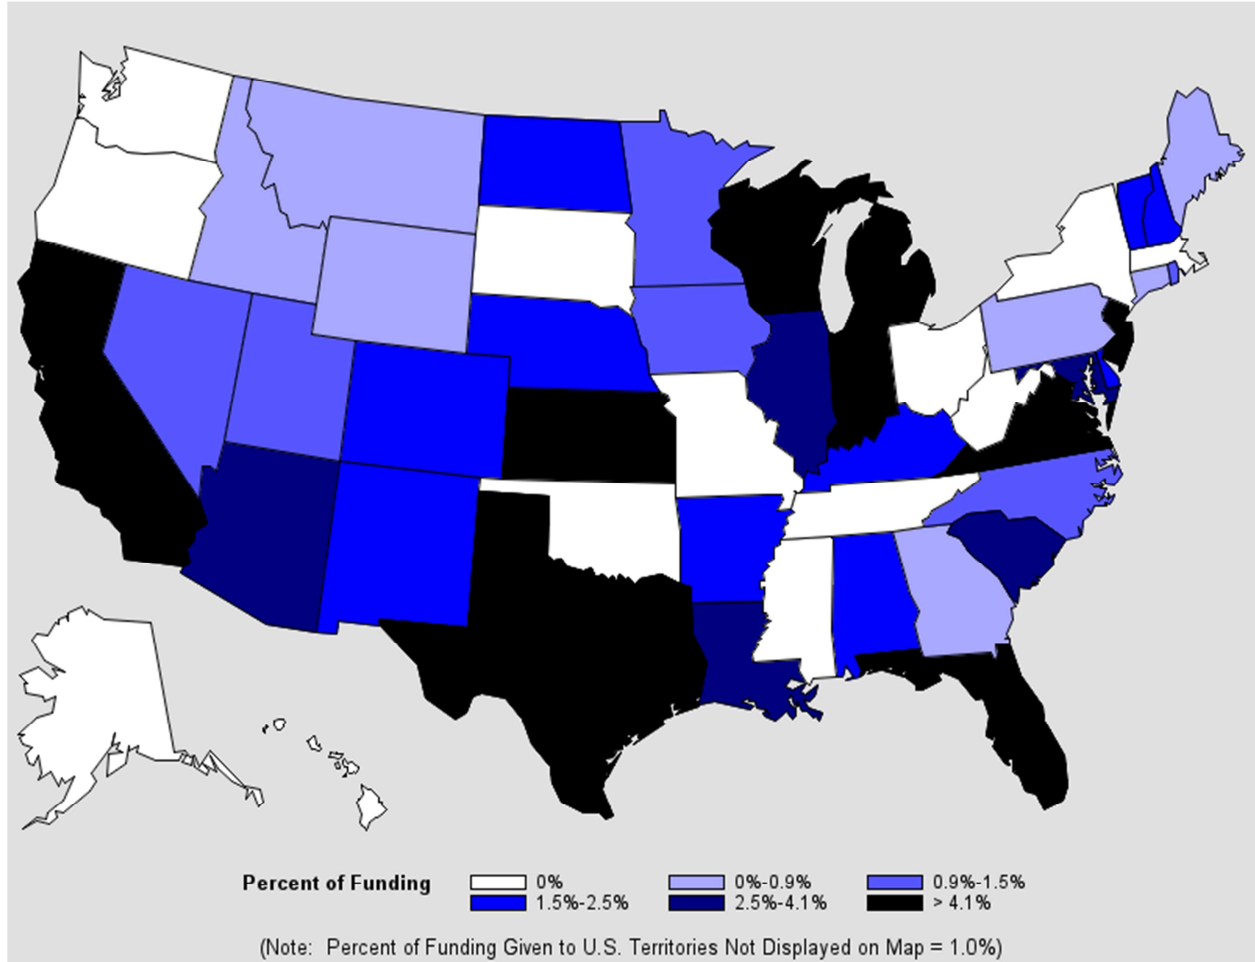 Percent of Funding 0% 0%-0.9% 0.9%-1.5%
1.5%-2.5% 2.5%-4.1% > 4.1%
(Note: Percent of Funding Given to U.S. Territories Not Displayed on Map = 1.0%)